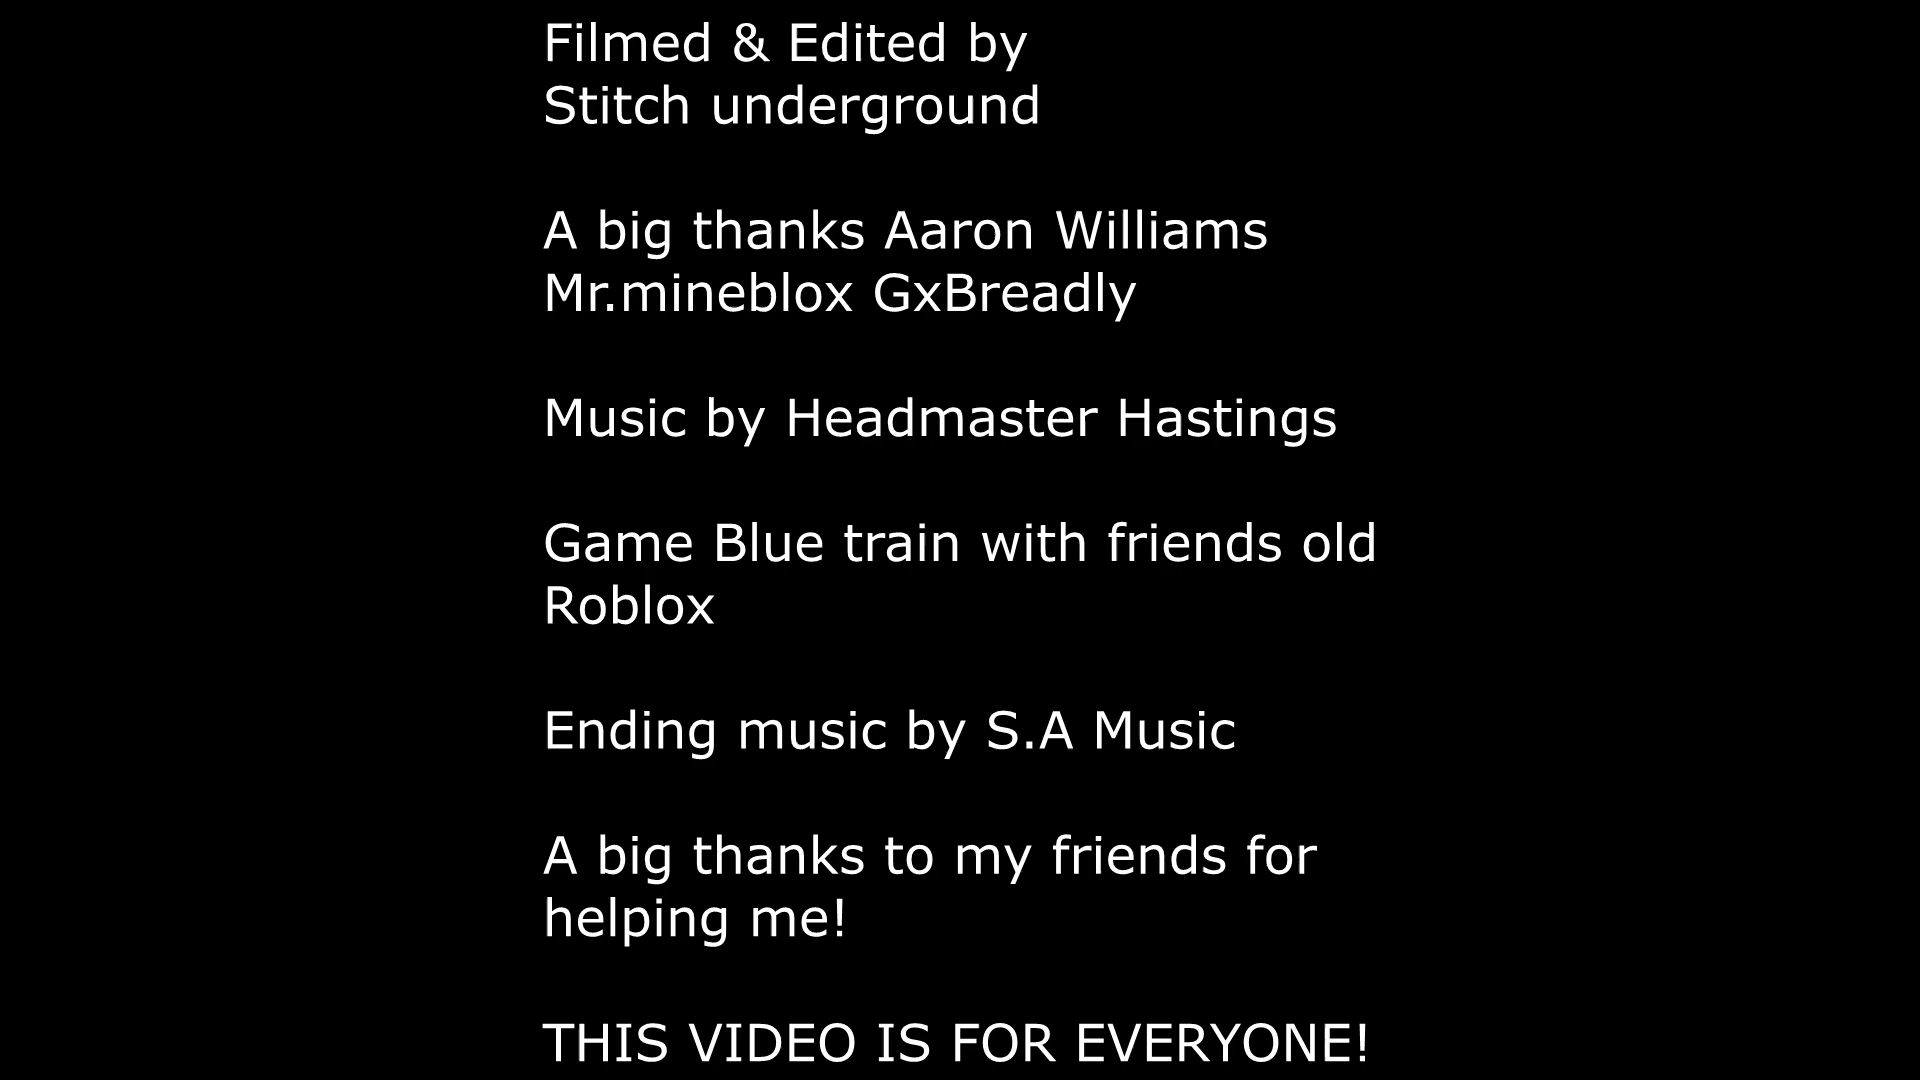 Filmed & Edited by
Stitch underground
A big thanks Aaron Williams
Mr.mineblox GxBreadly
Music by Headmaster Hastings
Game Blue train with friends old
Roblox
Ending music by S.A Music
A big thanks to my friends for
helping me!
THIS VIDEO IS FOR EVERYONE!